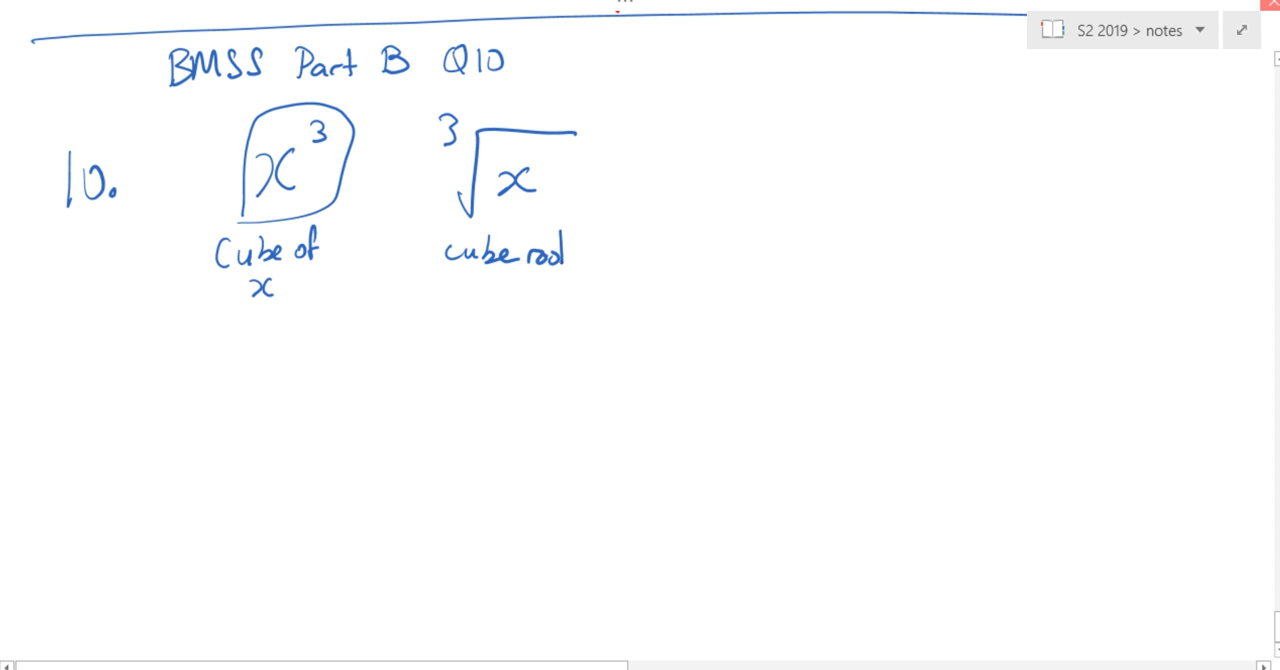 S2 2019 > notes
BMSS Part B Q10
10. x³ ³√x
Cube of cube root
x